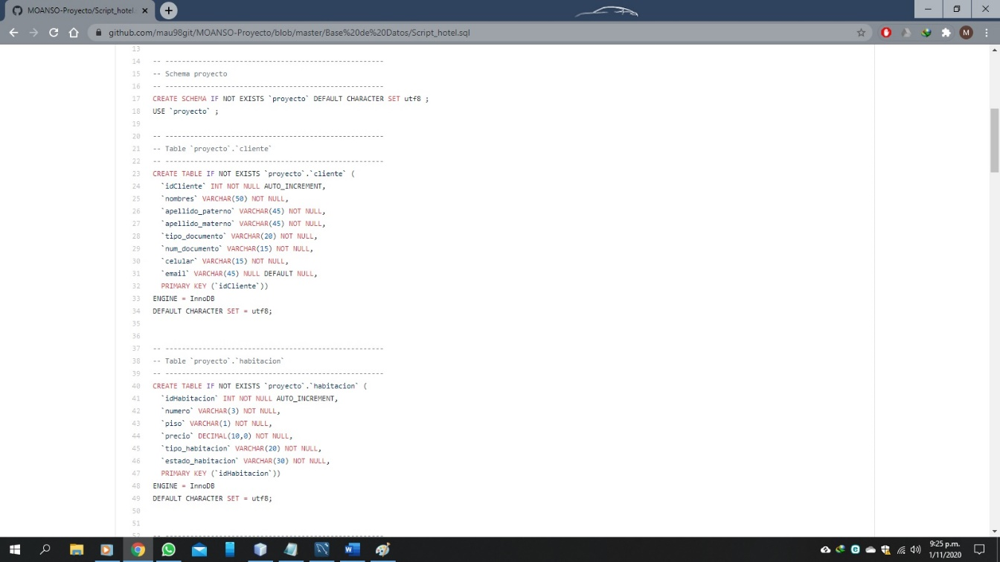 MOANSO-Proyecto/Script_hotel.
github.com/mau98git/MOANSO-Proyecto/blob/master/Base%20de%20Datos/Script_hotel.sql
M
13
14 -- -----------------------------------------------------
15 -- Schema proyecto
16 -- -----------------------------------------------------
17 CREATE SCHEMA IF NOT EXISTS `proyecto` DEFAULT CHARACTER SET utf8 ;
18 USE `proyecto` ;
19
20 -- -----------------------------------------------------
21 -- Table `proyecto`.`cliente`
22 -- -----------------------------------------------------
23 CREATE TABLE IF NOT EXISTS `proyecto`.`cliente` (
24 `idCliente` INT NOT NULL AUTO_INCREMENT,
25 `nombres` VARCHAR(50) NOT NULL,
26 `apellido_paterno` VARCHAR(45) NOT NULL,
27 `apellido_materno` VARCHAR(45) NOT NULL,
28 `tipo_documento` VARCHAR(20) NOT NULL,
29 `num_documento` VARCHAR(15) NOT NULL,
30 `celular` VARCHAR(15) NOT NULL,
31 `email` VARCHAR(45) NULL DEFAULT NULL,
32 PRIMARY KEY (`idCliente`))
33 ENGINE = InnoDB
34 DEFAULT CHARACTER SET = utf8;
35
36
37 -- -----------------------------------------------------
38 -- Table `proyecto`.`habitacion`
39 -- -----------------------------------------------------
40 CREATE TABLE IF NOT EXISTS `proyecto`.`habitacion` (
41 `idHabitacion` INT NOT NULL AUTO_INCREMENT,
42 `numero` VARCHAR(3) NOT NULL,
43 `piso` VARCHAR(1) NOT NULL,
44 `precio` DECIMAL(10,0) NOT NULL,
45 `tipo_habitacion` VARCHAR(20) NOT NULL,
46 `estado_habitacion` VARCHAR(30) NOT NULL,
47 PRIMARY KEY (`idHabitacion`))
48 ENGINE = InnoDB
49 DEFAULT CHARACTER SET = utf8;
50
51
52 -- -----------------------------------------------------
9:25 p.m.
1/11/2020